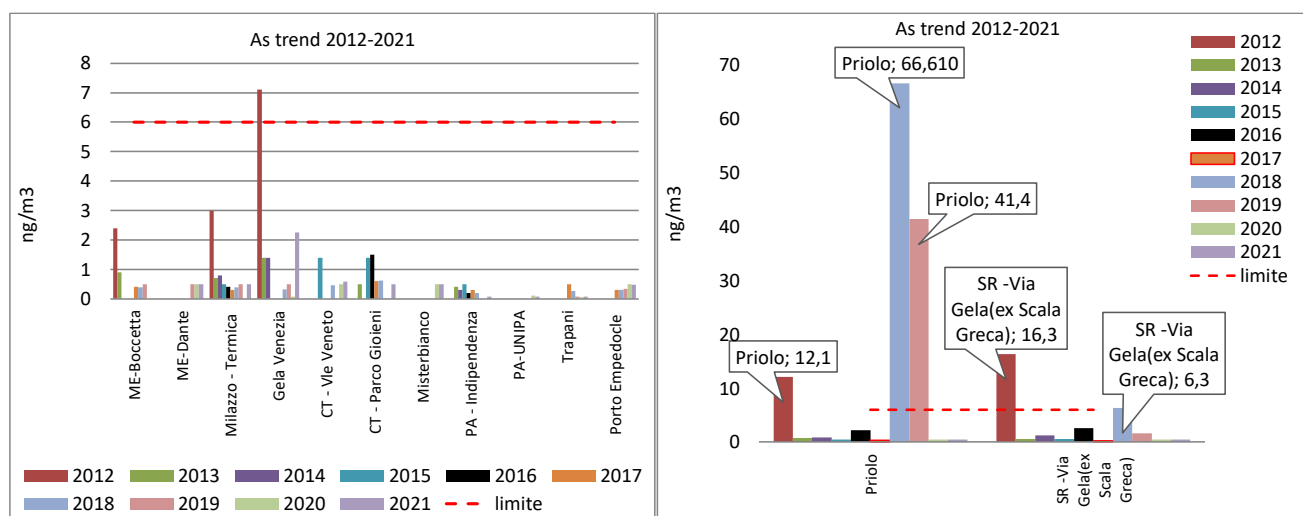 As trend 2012-2021
8
7
6
5
4
3
2
1
0
ng/m3
ME-Boccetta
ME-Dante
Milazzo - Termica
Gela Venezia
CT - Vle Veneto
CT - Parco Gioieni
Misterbianco
PA - Indipendenza
PA-UNIPA
Trapani
Porto Empedocle
2012 2013 2014 2015 2016 2017
2018 2019 2020 2021 limite
As trend 2012-2021
70
60
50
40
30
20
10
0
ng/m3
Priolo; 66,610
Priolo; 41,4
SR -Via
Gela(ex Scala
Greca); 16,3
SR -Via
Gela(ex Scala
Greca); 6,3
Priolo; 12,1
Priolo
SR -Via
Gela(ex
Scala
Greca)
2012
2013
2014
2015
2016
2017
2018
2019
2020
2021
limite